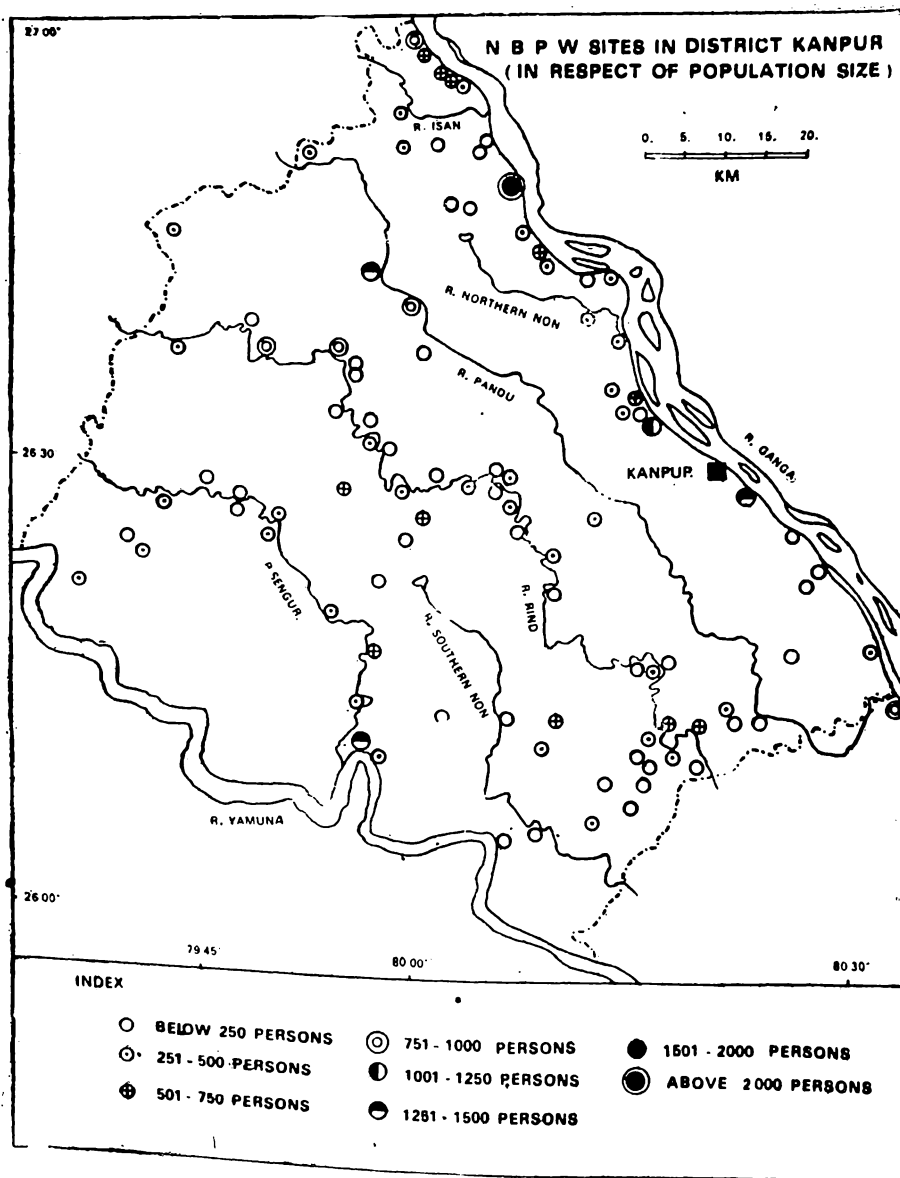 27 00'
N B P W SITES IN DISTRICT KANPUR
( IN RESPECT OF POPULATION SIZE )
0. 5. 10. 15. 20.
KM
R. ISAN
R. NORTHERN NON
R. PANDU
R. GANGA
26 30
KANPUR
R. SENGUR
R. SOUTHERN NON
R. RIND
R. YAMUNA
26 00'
79 45'
80 00'
80 30'
INDEX
BELOW 250 PERSONS
251 - 500 PERSONS
501 - 750 PERSONS
751 - 1000 PERSONS
1001 - 1250 PERSONS
1251 - 1500 PERSONS
1501 - 2000 PERSONS
ABOVE 2000 PERSONS